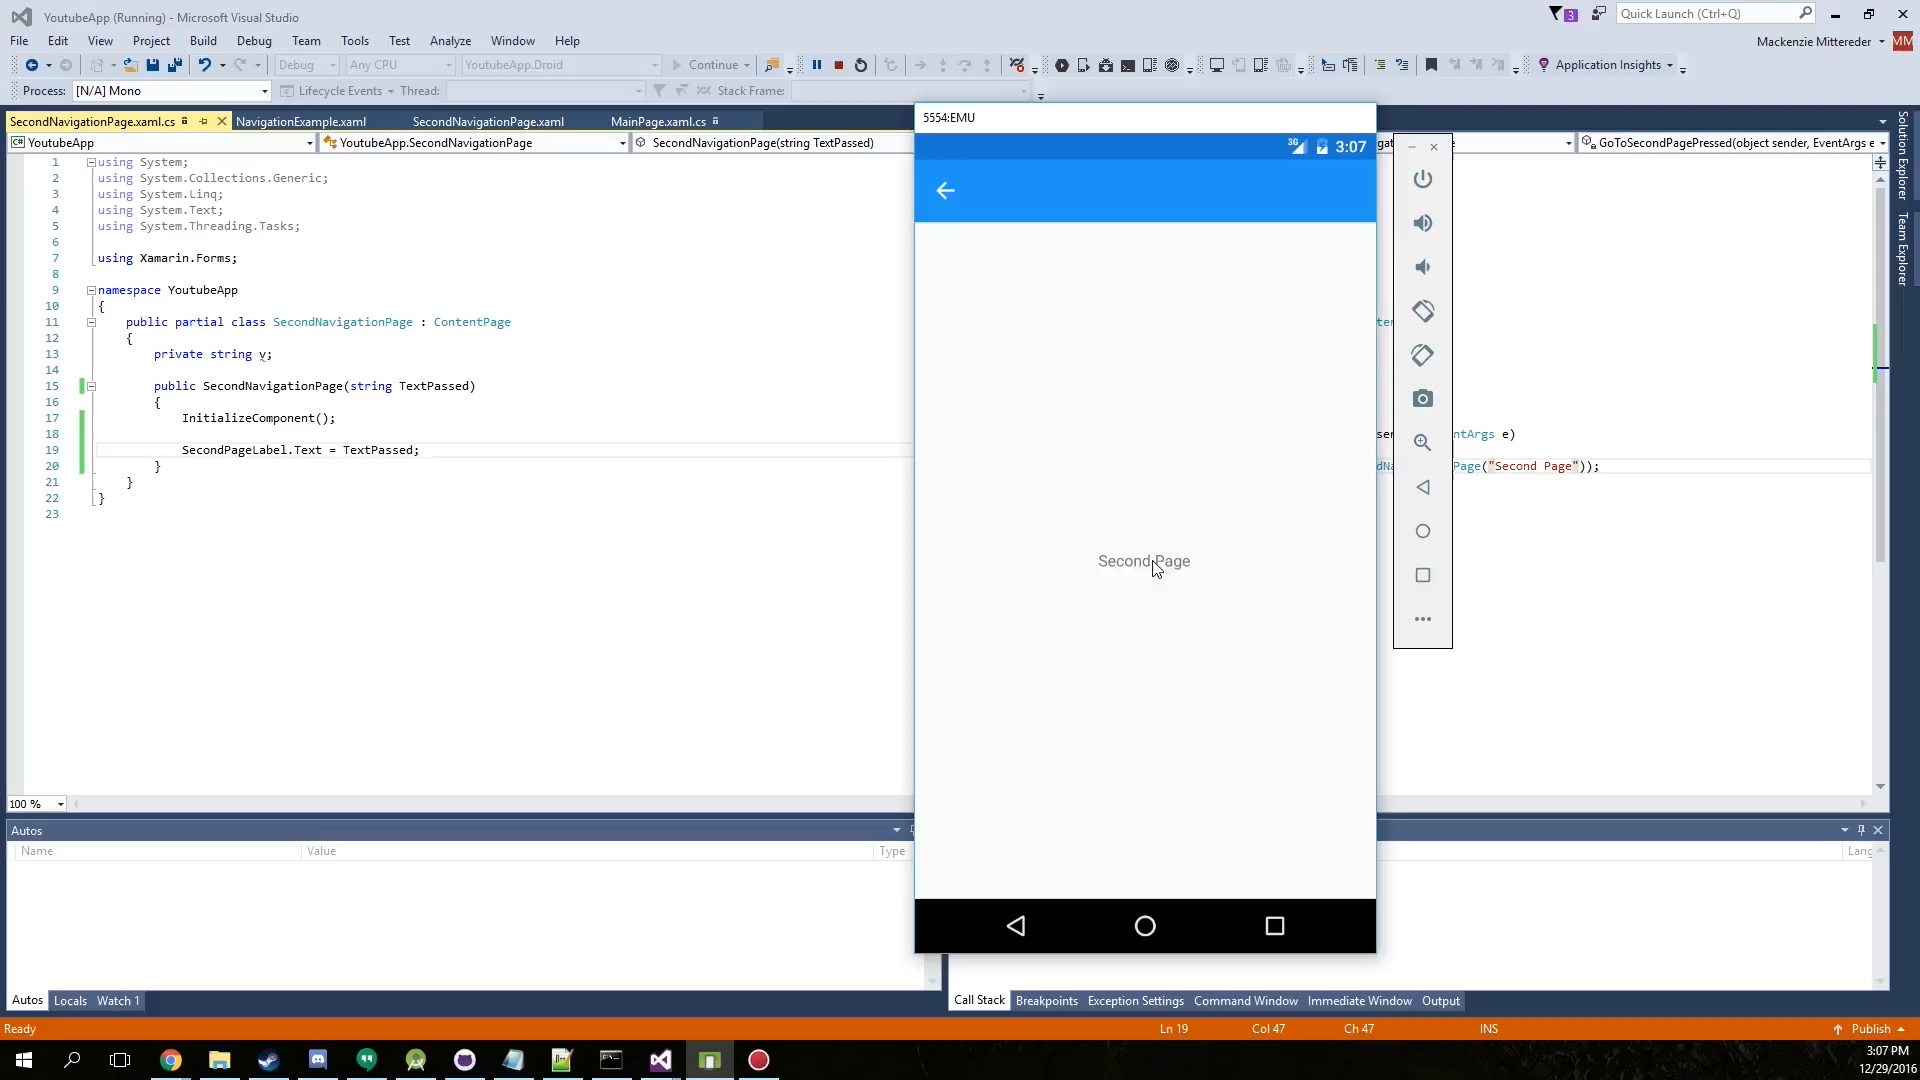 YoutubeApp (Running) - Microsoft Visual Studio
3
Quick Launch (Ctrl+Q)
File Edit View Project Build Debug Team Tools Test Analyze Window Help
Mackenzie Mittereder MM
Debug Any CPU YoutubeApp.Droid Continue Application Insights
Process: [N/A] Mono Lifecycle Events Thread: Stack Frame:
SecondNavigationPage.xaml.cs NavigationExample.xaml SecondNavigationPage.xaml MainPage.xaml.cs
YoutubeApp YoutubeApp.SecondNavigationPage SecondNavigationPage(string TextPassed)
GoToSecondPagePressed(object sender, EventArgs e
Solution Explorer
Team Explorer
1 using System;
2 using System.Collections.Generic;
3 using System.Linq;
4 using System.Text;
5 using System.Threading.Tasks;
6
7 using Xamarin.Forms;
8
9 namespace YoutubeApp
10 {
11 public partial class SecondNavigationPage : ContentPage
12 {
13 private string v;
14
15 public SecondNavigationPage(string TextPassed)
16 {
17 InitializeComponent();
18
19 SecondPageLabel.Text = TextPassed;
20 }
21 }
22 }
23
5554:EMU
3G 3:07
Second Page
ntArgs e)
Page("Second Page"));
100 %
Autos
Name Value Type
Lang
Autos Locals Watch 1
Call Stack Breakpoints Exception Settings Command Window Immediate Window Output
Ready Ln 19 Col 47 Ch 47 INS Publish
3:07 PM
12/29/2016